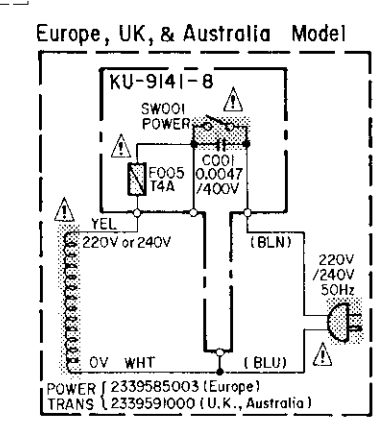 Europe, UK, & Australia Model
KU-9141-8
SW001
POWER
C001
0.0047
/400V
F005
T4A
YEL
220V or 240V
(BLN)
220V
/240V
50Hz
0V WHT
(BLU)
POWER { 2339585003 (Europe)
TRANS { 2339591000 (U.K., Australia)